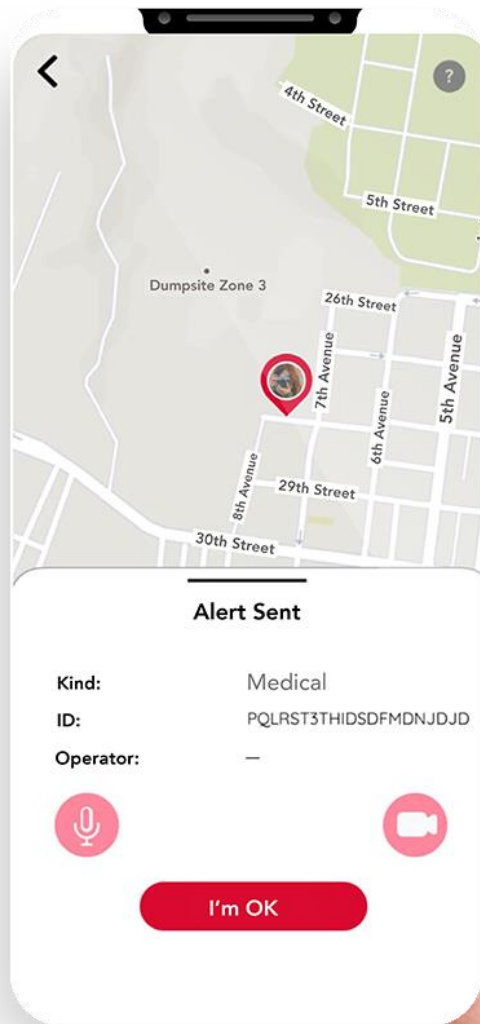 ?
4th Street
5th Street
Dumpsite Zone 3
26th Street
7th Avenue
5th Avenue
6th Avenue
8th Avenue
29th Street
30th Street
Alert Sent
Kind: Medical
ID: PQLRST3THIDSDFMDNJDJD
Operator: —
I'm OK